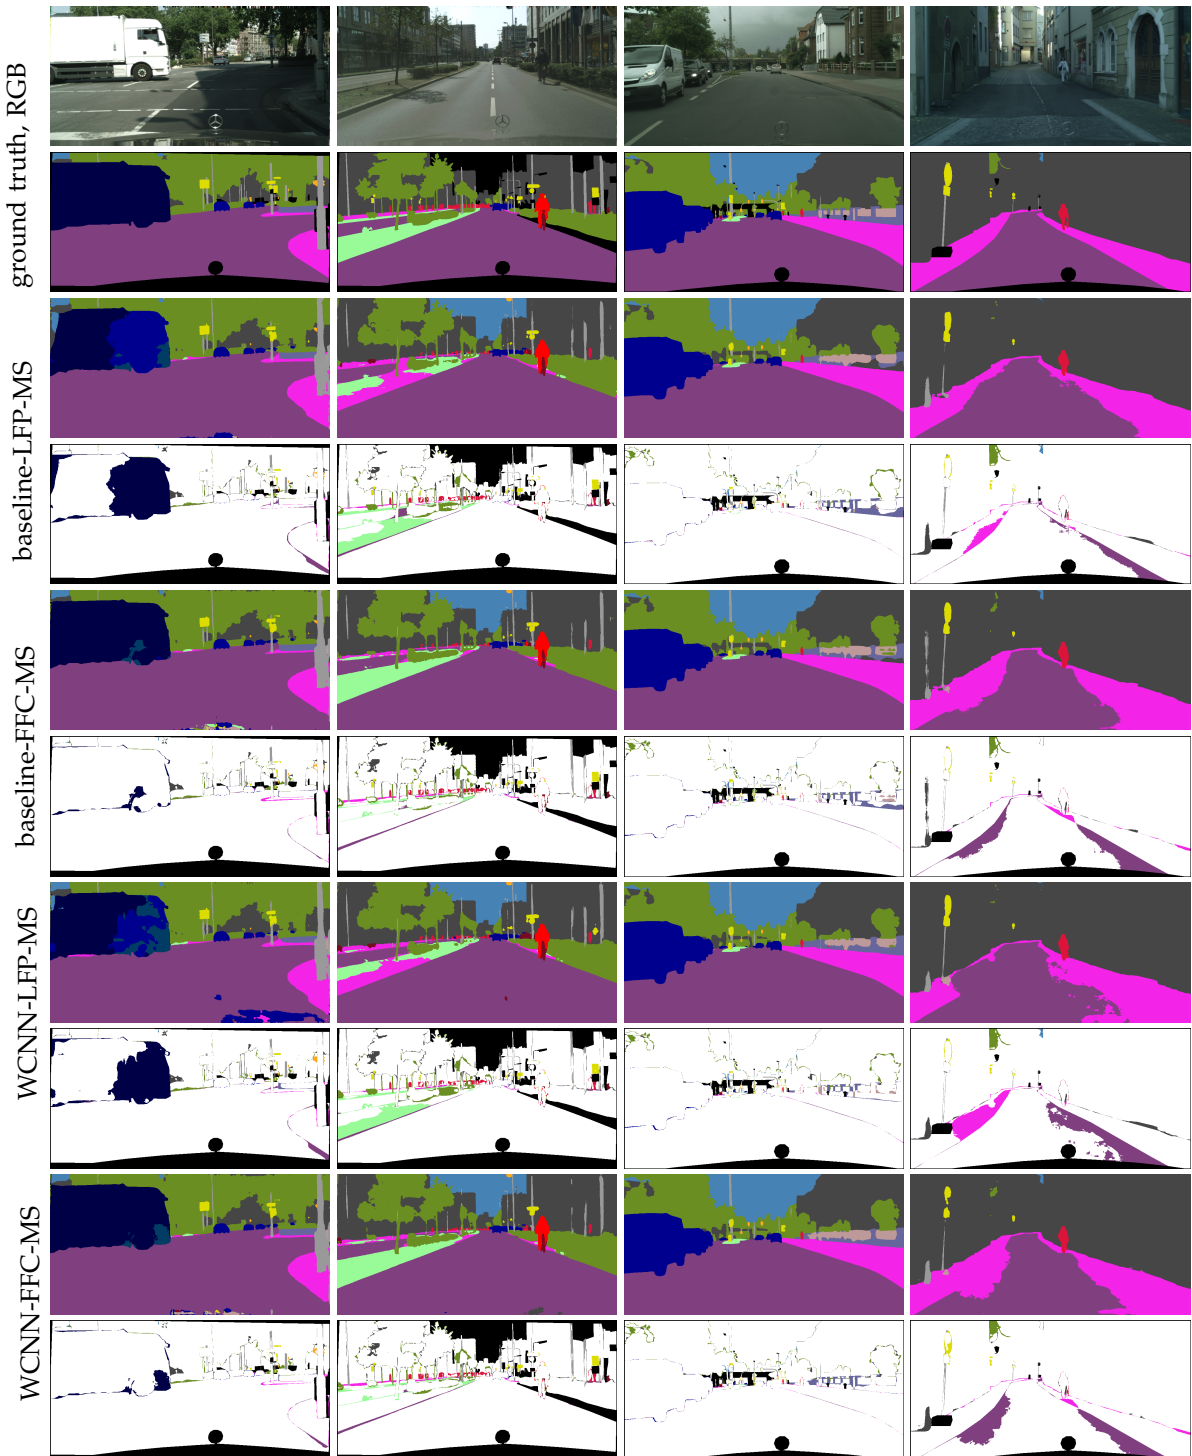 ground truth, RGB
baseline-LFP-MS
baseline-FFC-MS
WCNN-LFP-MS
WCNN-FFC-MS